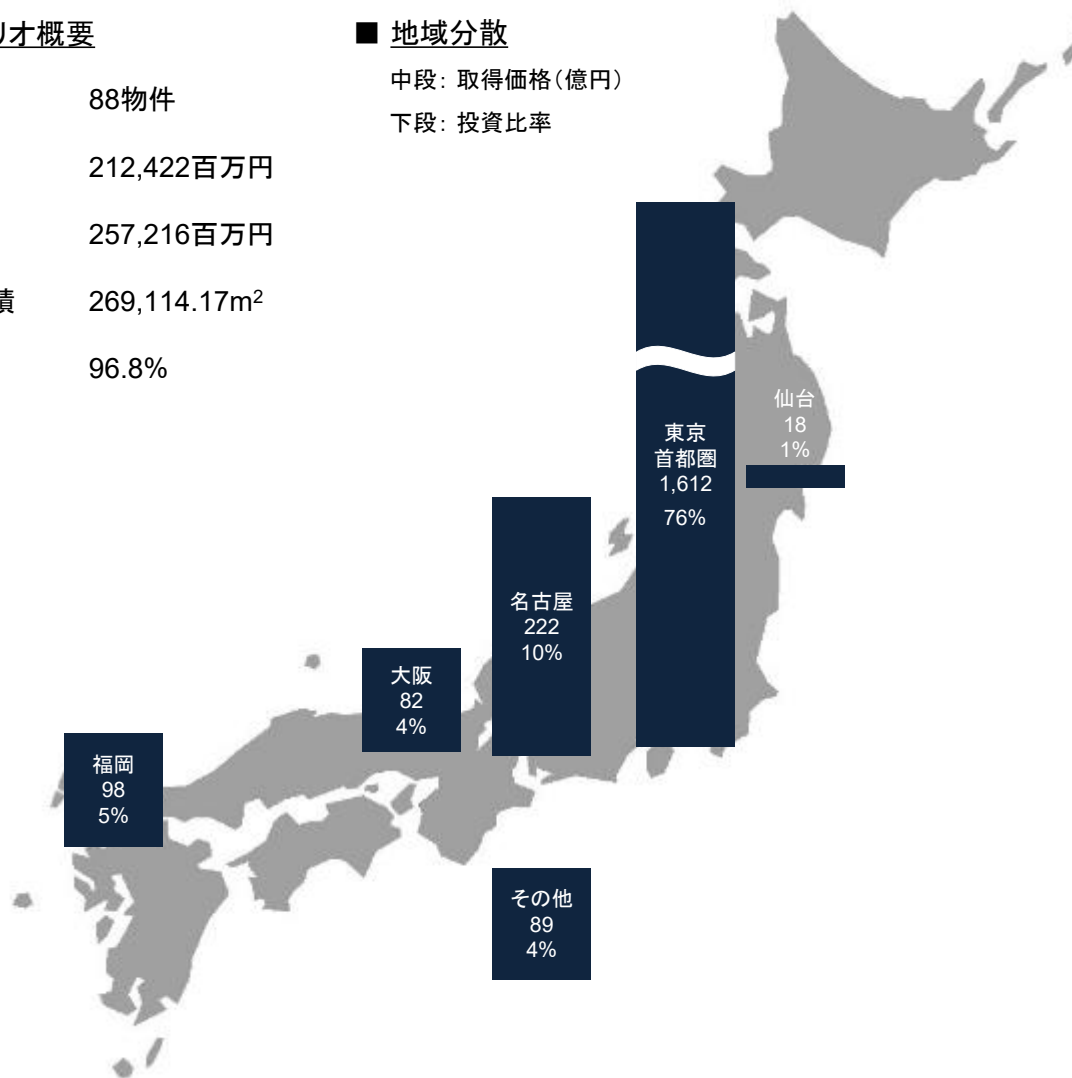 リオ概要
88物件
212,422百万円
257,216百万円
積 269,114.17m²
96.8%
■ 地域分散
中段: 取得価格(億円)
下段: 投資比率
仙台
18
1%
東京
首都圏
1,612
76%
名古屋
222
10%
大阪
82
4%
福岡
98
5%
その他
89
4%